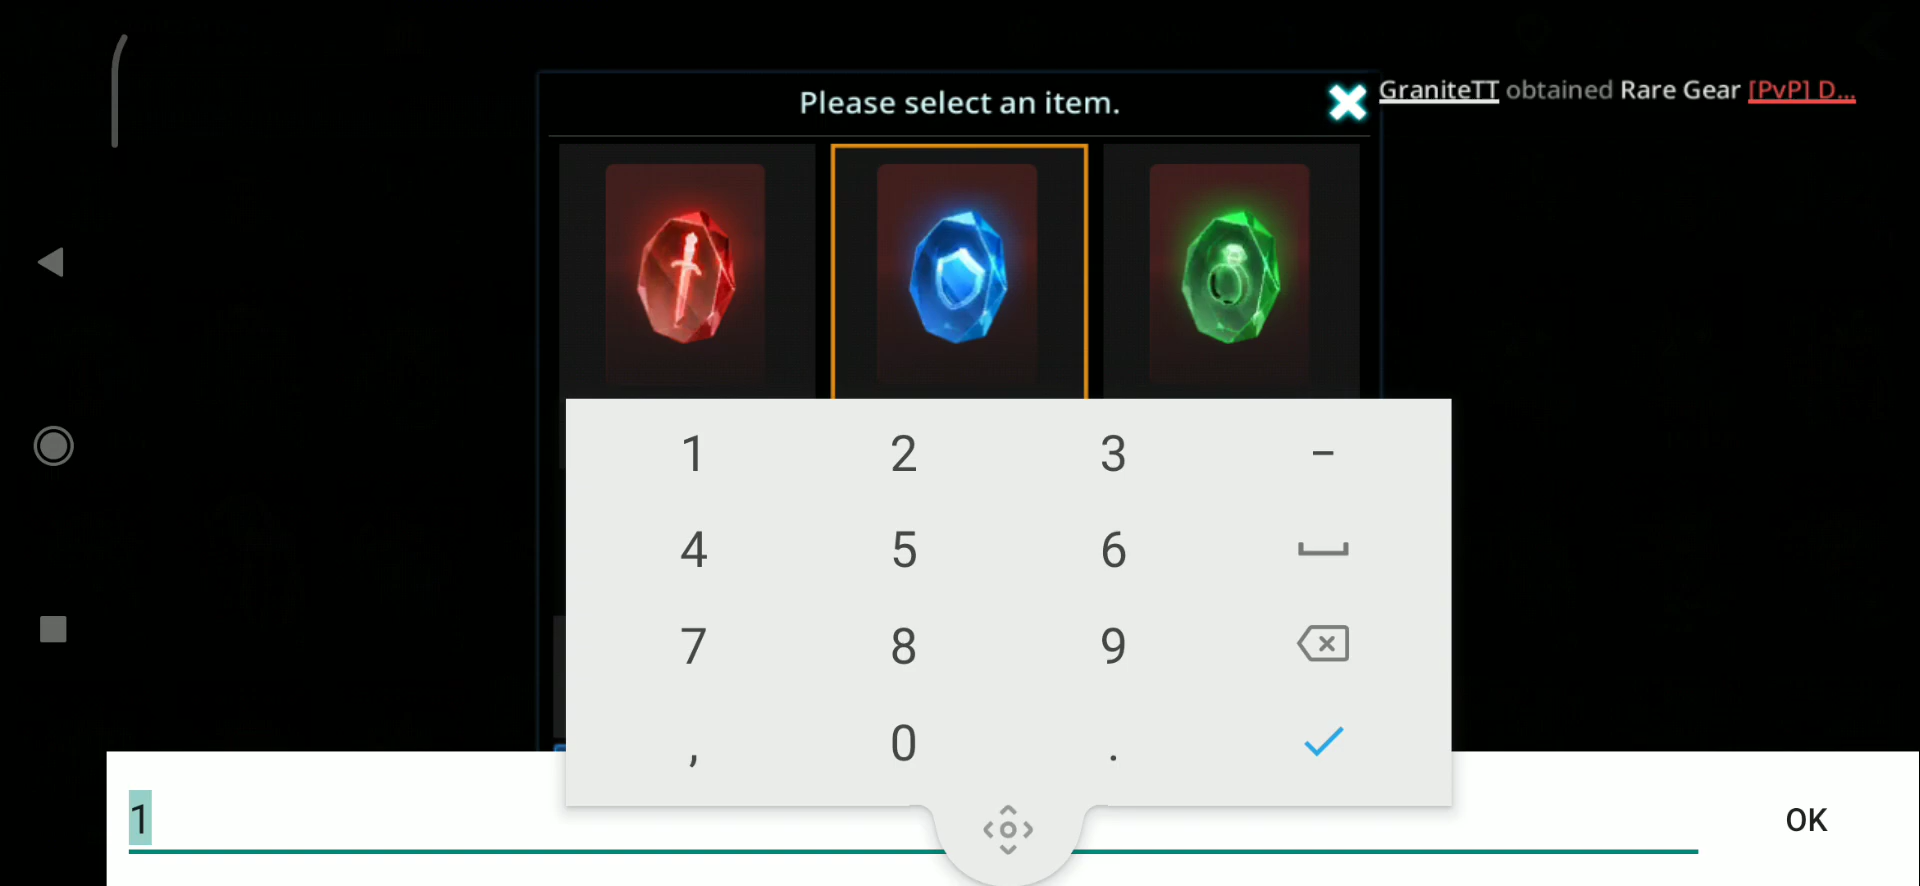 Please select an item.
GraniteTT obtained Rare Gear [PvP] D...
1 2 3 –
4 5 6
7 8 9
, 0 .
1
OK